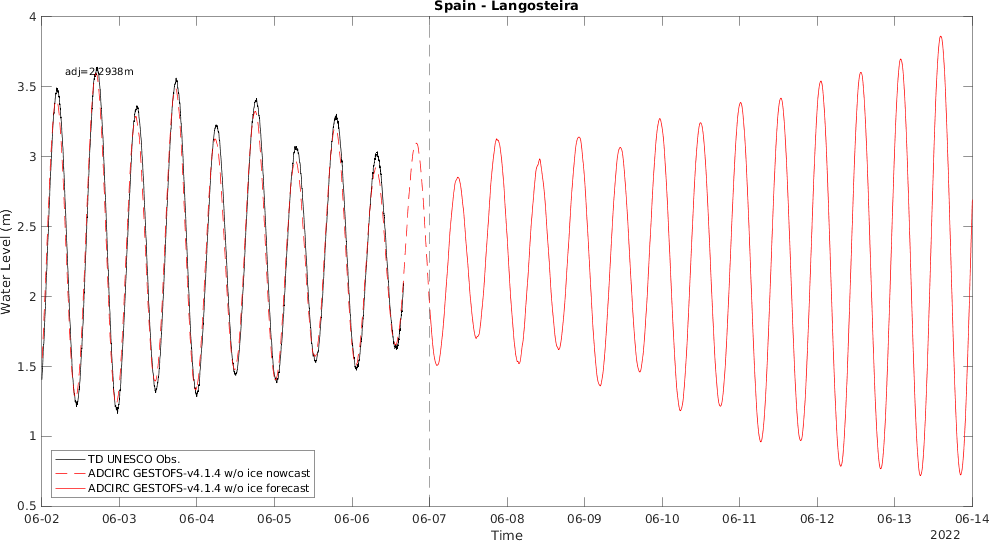 Spain - Langosteira
adj=2.2938m
4
3.5
3
2.5
2
1.5
1
0.5
Water Level (m)
TD UNESCO Obs.
ADCIRC GESTOFS-v4.1.4 w/o ice nowcast
ADCIRC GESTOFS-v4.1.4 w/o ice forecast
06-02 06-03 06-04 06-05 06-06 06-07 06-08 06-09 06-10 06-11 06-12 06-13 06-14
Time
2022